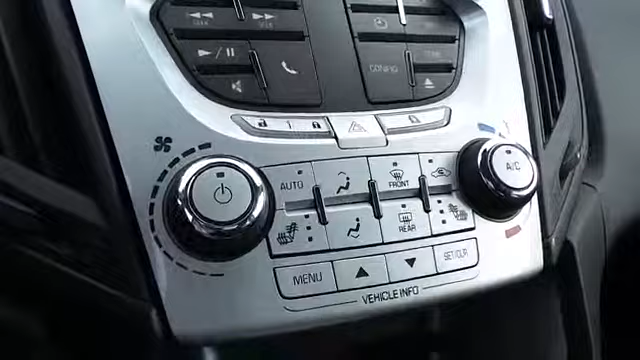 CONFIG
AUTO
FRONT
A/C
REAR
MENU
SET/CLR
VEHICLE INFO